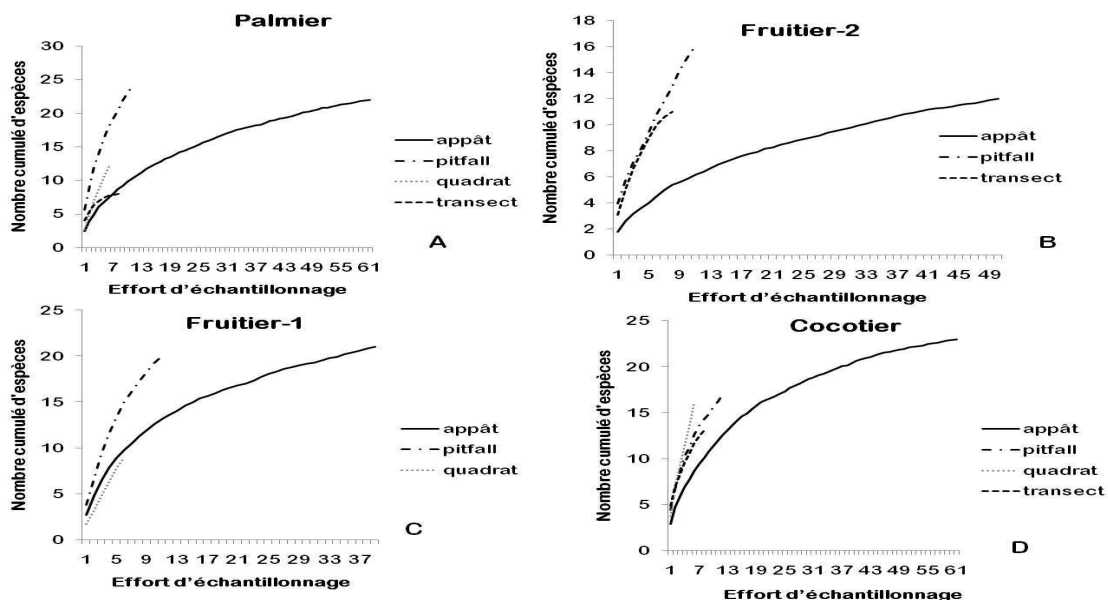 Palmier
Nombre cumulé d'espèces
30
25
20
15
10
5
0
1 7 13 19 25 31 37 43 49 55 61
Effort d'échantillonnage
appât
pitfall
quadrat
transect
A
Fruitier-2
Nombre cumulé d'espèces
18
16
14
12
10
8
6
4
2
0
1 5 9 13 17 21 25 29 33 37 41 45 49
Effort d'échantillonnage
appât
pitfall
transect
B
Fruitier-1
Nombre cumulé d'espèces
25
20
15
10
5
0
1 5 9 13 17 21 25 29 33 37
Effort d'échantillonnage
appât
pitfall
quadrat
C
Cocotier
Nombre cumulé d'espèces
25
20
15
10
5
0
1 7 13 19 25 31 37 43 49 55 61
Effort d'échantillonnage
appât
pitfall
quadrat
transect
D